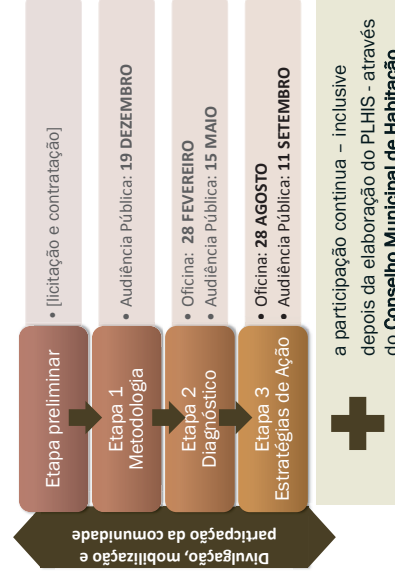 Etapa preliminar
• [licitação e contratação]
Etapa 1
Metodologia
• Audiência Pública: 19 DEZEMBRO
Etapa 2
Diagnóstico
• Oficina: 28 FEVEREIRO
• Audiência Pública: 15 MAIO
Etapa 3
Estratégias de Ação
• Oficina: 28 AGOSTO
• Audiência Pública: 11 SETEMBRO
Divulgação, mobilização e
particpação da comunidade
a participação continua – inclusive
depois da elaboração do PLHIS - através
do Conselho Municipal de Habitação